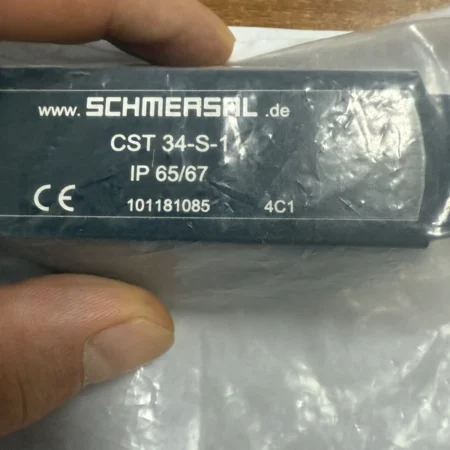 www.SCHMERSAL.de
CST 34-S-1
IP 65/67
CE 101181085 4C1